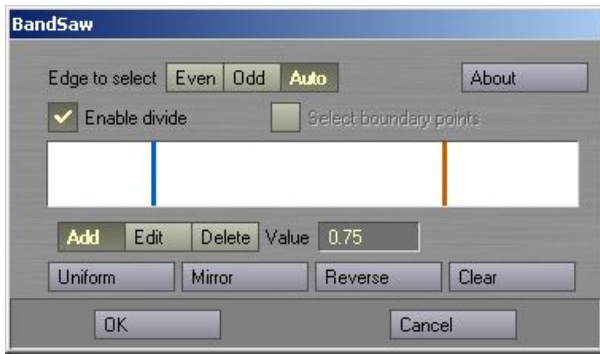 BandSaw
Edge to select Even Odd Auto About
Enable divide Select boundary points
Add Edit Delete Value 0.75
Uniform Mirror Reverse Clear
OK Cancel